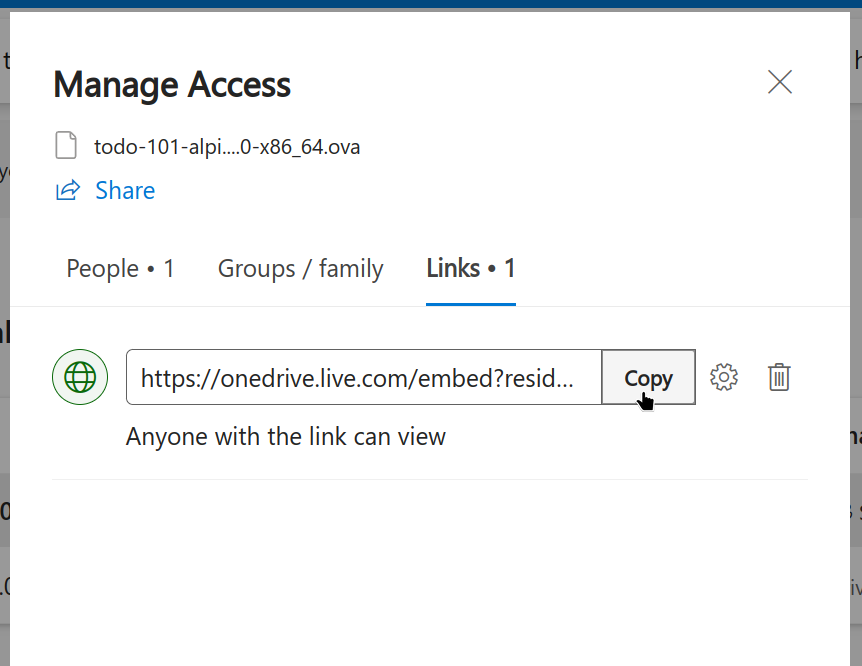 Manage Access
todo-101-alpi....0-x86_64.ova
Share
People • 1 Groups / family Links • 1
https://onedrive.live.com/embed?resid... Copy
Anyone with the link can view